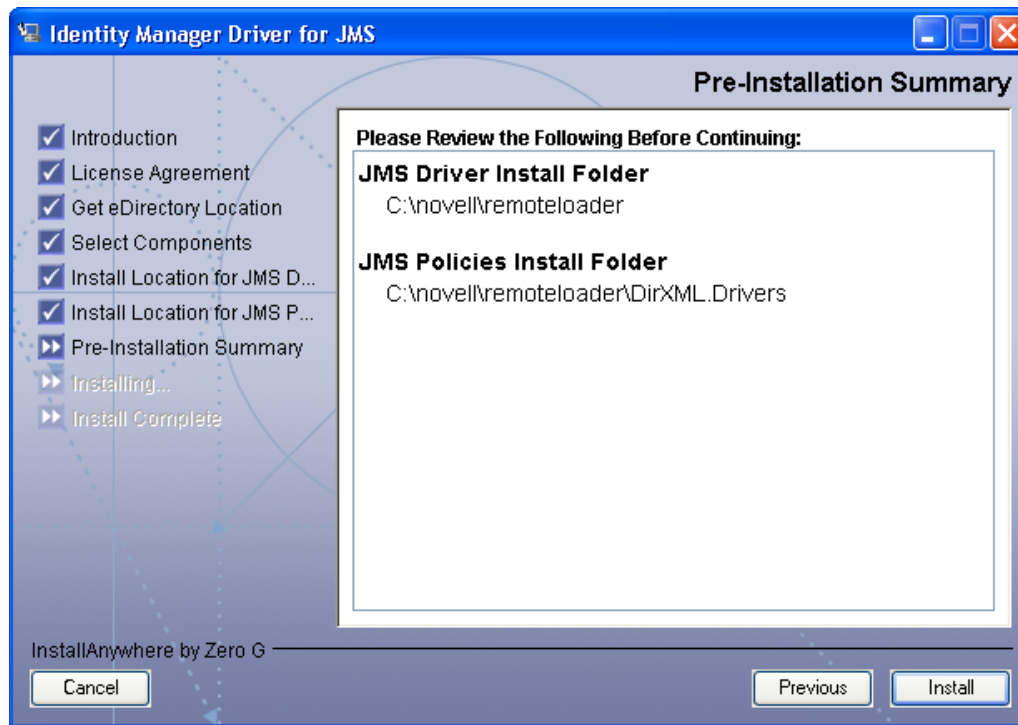 Identity Manager Driver for JMS
Pre-Installation Summary
Introduction
License Agreement
Get eDirectory Location
Select Components
Install Location for JMS D...
Install Location for JMS P...
Pre-Installation Summary
Installing...
Install Complete
Please Review the Following Before Continuing:
JMS Driver Install Folder
C:\novell\remoteloader
JMS Policies Install Folder
C:\novell\remoteloader\DirXML.Drivers
InstallAnywhere by Zero G
Cancel
Previous
Install